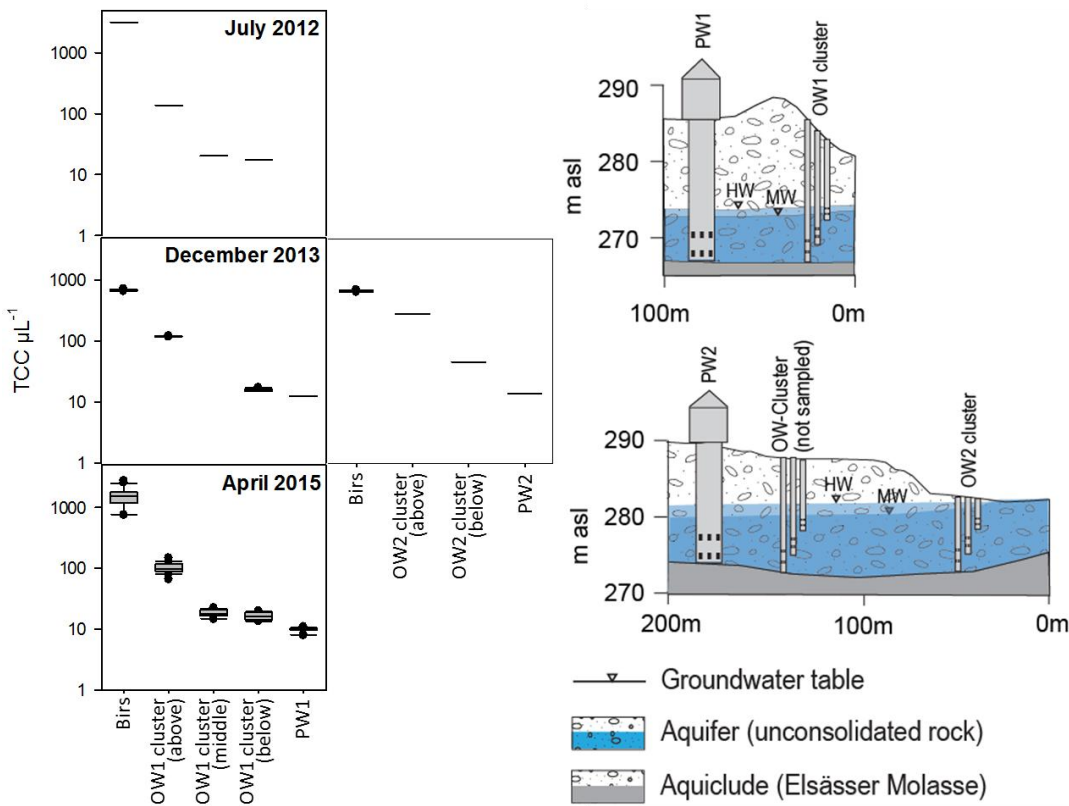 July 2012
1000
100
10
1
December 2013
1000
100
10
1
TCC µL⁻¹
April 2015
1000
100
10
1
Birs
OW1 cluster
(above)
OW1 cluster
(middle)
OW1 cluster
(below)
PW1
Birs
OW2 cluster
(above)
OW2 cluster
(below)
PW2
PW1
OW1 cluster
290
280
270
m asl
HW
MW
100m
0m
PW2
OW-Cluster
(not sampled)
OW2 cluster
290
280
270
m asl
HW
MW
200m
100m
0m
Groundwater table
Aquifer (unconsolidated rock)
Aquiclude (Elsässer Molasse)